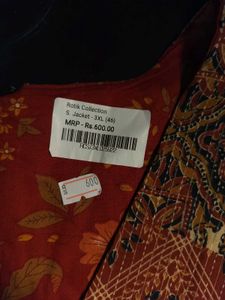 Rotik Collection
S. Jacket - 3XL (46)
MRP - Rs.600.00
600